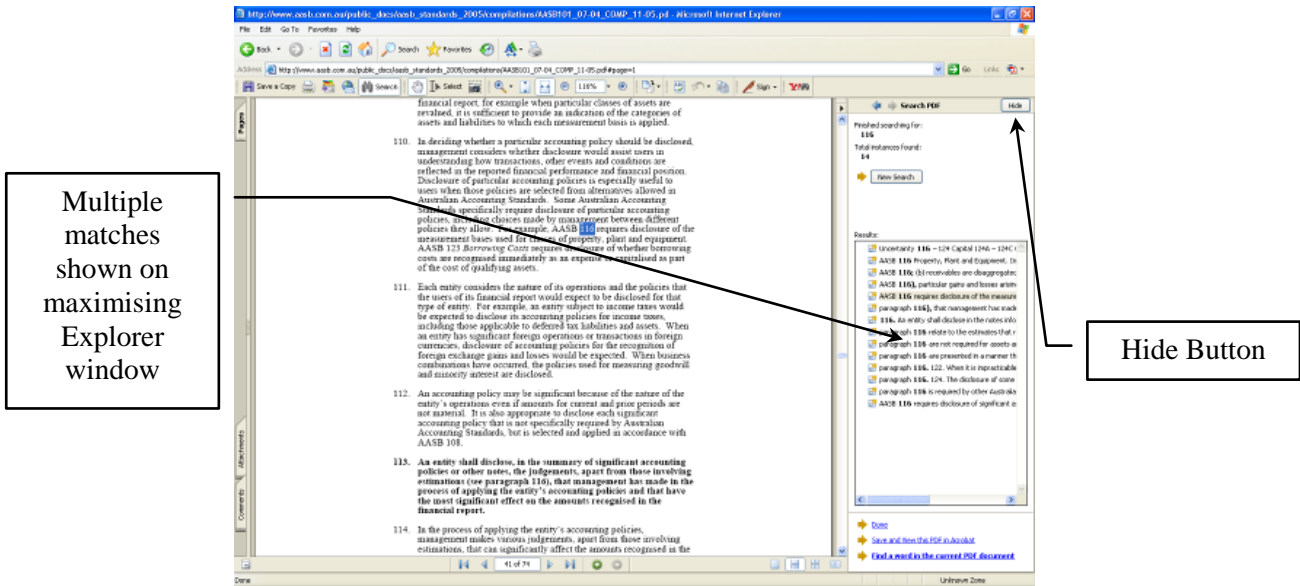 http://www.aasb.com.au/public_docs/aasb_standards_2005/compilations/AASB101_07-04_COMP_11-05.pd - Microsoft Internet Explorer
File Edit GoTo Favorites Help
Back Search Favorites
Address http://www.aasb.com.au/public_docs/aasb_standards_2005/compilations/AASB101_07-04_COMP_11-05.pdf#page=1 Go Links
Save a Copy Search Select 110% Sign
Pages
Attachments
Comments
financial report, for example when particular classes of assets are
revalued, it is sufficient to provide an indication of the categories of
assets and liabilities to which each measurement basis is applied.
110. In deciding whether a particular accounting policy should be disclosed,
management considers whether disclosure would assist users in
understanding how transactions, other events and conditions are
reflected in the reported financial performance and financial position.
Disclosure of particular accounting policies is especially useful to
users when those policies are selected from alternatives allowed in
Australian Accounting Standards. Some Australian Accounting
Standards specifically require disclosure of particular accounting
policies, including choices made by management between different
policies they allow. For example, AASB 116 requires disclosure of the
measurement bases used for classes of property, plant and equipment.
AASB 123 Borrowing Costs requires disclosure of whether borrowing
costs are recognised immediately as an expense or capitalised as part
of the cost of qualifying assets.
111. Each entity considers the nature of its operations and the policies that
the users of its financial report would expect to be disclosed for that
type of entity. For example, an entity subject to income taxes would
be expected to disclose its accounting policies for income taxes,
including those applicable to deferred tax liabilities and assets. When
an entity has significant foreign operations or transactions in foreign
currencies, disclosure of accounting policies for the recognition of
foreign exchange gains and losses would be expected. When business
combinations have occurred, the policies used for measuring goodwill
and minority interest are disclosed.
112. An accounting policy may be significant because of the nature of the
entity's operations even if amounts for current and prior periods are
not material. It is also appropriate to disclose each significant
accounting policy that is not specifically required by Australian
Accounting Standards, but is selected and applied in accordance with
AASB 108.
113. An entity shall disclose, in the summary of significant accounting
policies or other notes, the judgements, apart from those involving
estimations (see paragraph 116), that management has made in the
process of applying the entity's accounting policies and that have
the most significant effect on the amounts recognised in the
financial report.
114. In the process of applying the entity's accounting policies,
management makes various judgements, apart from those involving
estimations, that can significantly affect the amounts recognised in the
Search PDF Hide
Finished searching for:
116
Total instances found:
14
New Search
Results:
Uncertainty 116 – 124 Capital 124A – 124C
AASB 116 Property, Plant and Equipment. In
AASB 116; (b) receivables are disaggregated
AASB 116), particular gains and losses arisin
AASB 116 requires disclosure of the measure
paragraph 116), that management has made
116. An entity shall disclose in the notes info
paragraph 116 relate to the estimates that r
paragraph 116 are not required for assets a
paragraph 116 are presented in a manner th
paragraph 116. 122. When it is impracticable
paragraph 116. 124. The disclosure of some
paragraph 116 is required by other Australia
AASB 116 requires disclosure of significant a
Done
Save and View this PDF in Acrobat
Find a word in the current PDF document
41 of 74
Done Unknown Zone
Multiple
matches
shown on
maximising
Explorer
window
Hide Button